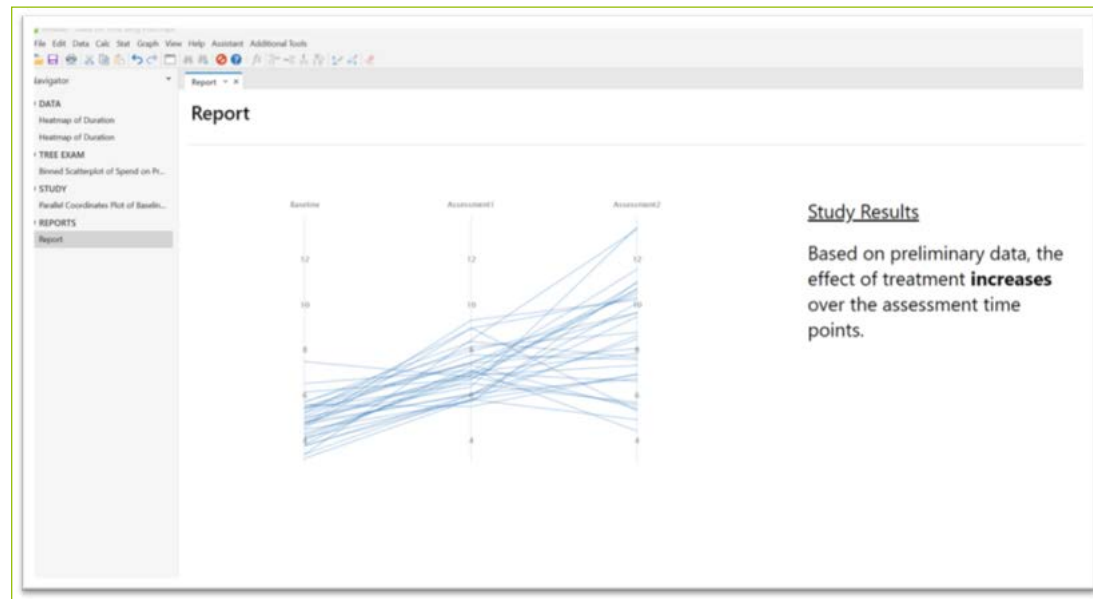 File Edit Data Calc Stat Graph View Help Assistant Additional Tools
Navigator
Report
DATA
Heatmap of Duration
Heatmap of Duration
TREE EXAM
Binned Scatterplot of Spend on Pr...
STUDY
Parallel Coordinates Plot of Baselin...
REPORTS
Report
Report
Baseline Assessment1 Assessment2
12 12 12
10 10 10
8 8 8
6 6 6
4 4 4
Study Results
Based on preliminary data, the
effect of treatment increases
over the assessment time
points.